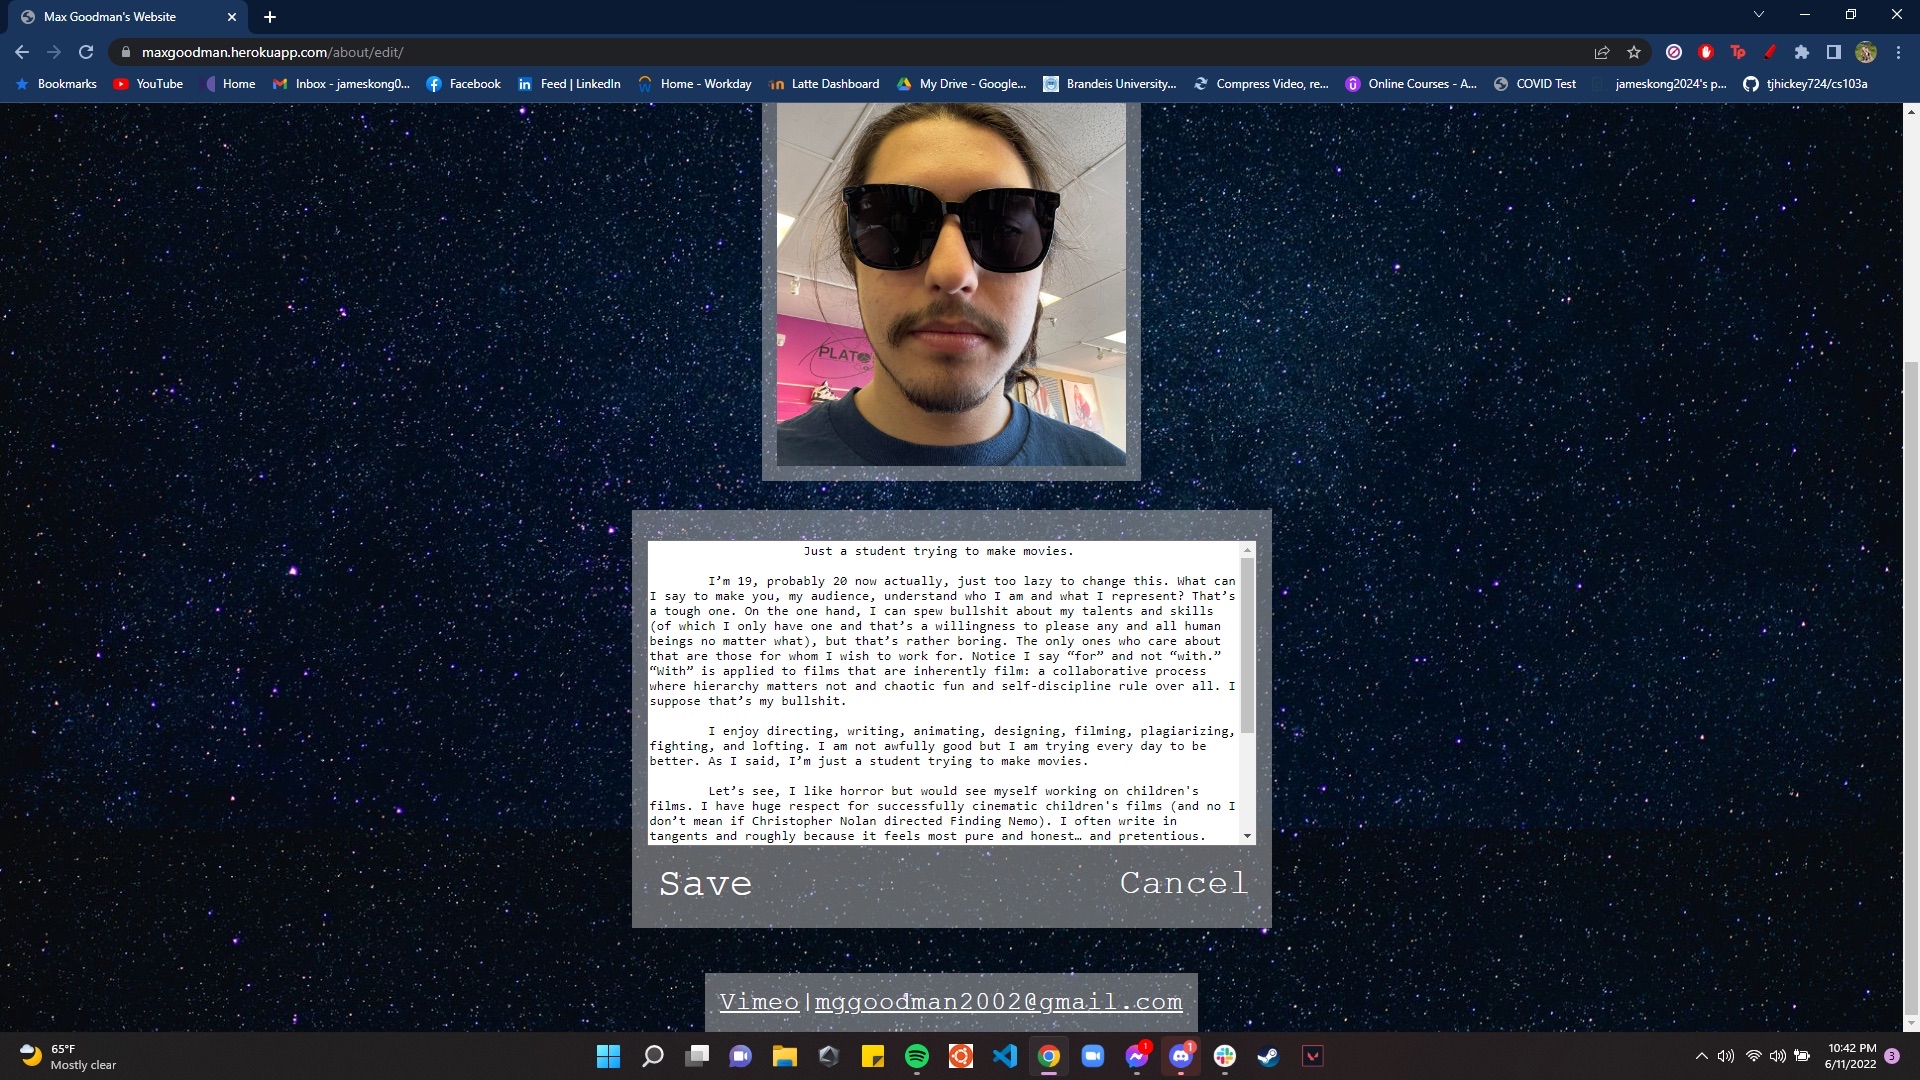 Max Goodman's Website
maxgoodman.herokuapp.com/about/edit/
Bookmarks YouTube Home Inbox - jameskong0... Facebook Feed | LinkedIn Home - Workday Latte Dashboard My Drive - Google... Brandeis University... Compress Video, re... Online Courses - A... COVID Test jameskong2024's p... tjhickey724/cs103a
PLATO
Just a student trying to make movies.
I’m 19, probably 20 now actually, just too lazy to change this. What can
I say to make you, my audience, understand who I am and what I represent? That’s
a tough one. On the one hand, I can spew bullshit about my talents and skills
(of which I only have one and that’s a willingness to please any and all human
beings no matter what), but that’s rather boring. The only ones who care about
that are those for whom I wish to work for. Notice I say “for” and not “with.”
“With” is applied to films that are inherently film: a collaborative process
where hierarchy matters not and chaotic fun and self-discipline rule over all. I
suppose that’s my bullshit.
I enjoy directing, writing, animating, designing, filming, plagiarizing,
fighting, and lofting. I am not awfully good but I am trying every day to be
better. As I said, I’m just a student trying to make movies.
Let’s see, I like horror but would see myself working on children's
films. I have huge respect for successfully cinematic children's films (and no I
don’t mean if Christopher Nolan directed Finding Nemo). I often write in
tangents and roughly because it feels most pure and honest… and pretentious.
Save Cancel
Vimeo|mggoodman2002@gmail.com
65°F
Mostly clear
1
1
10:42 PM
6/11/2022
3